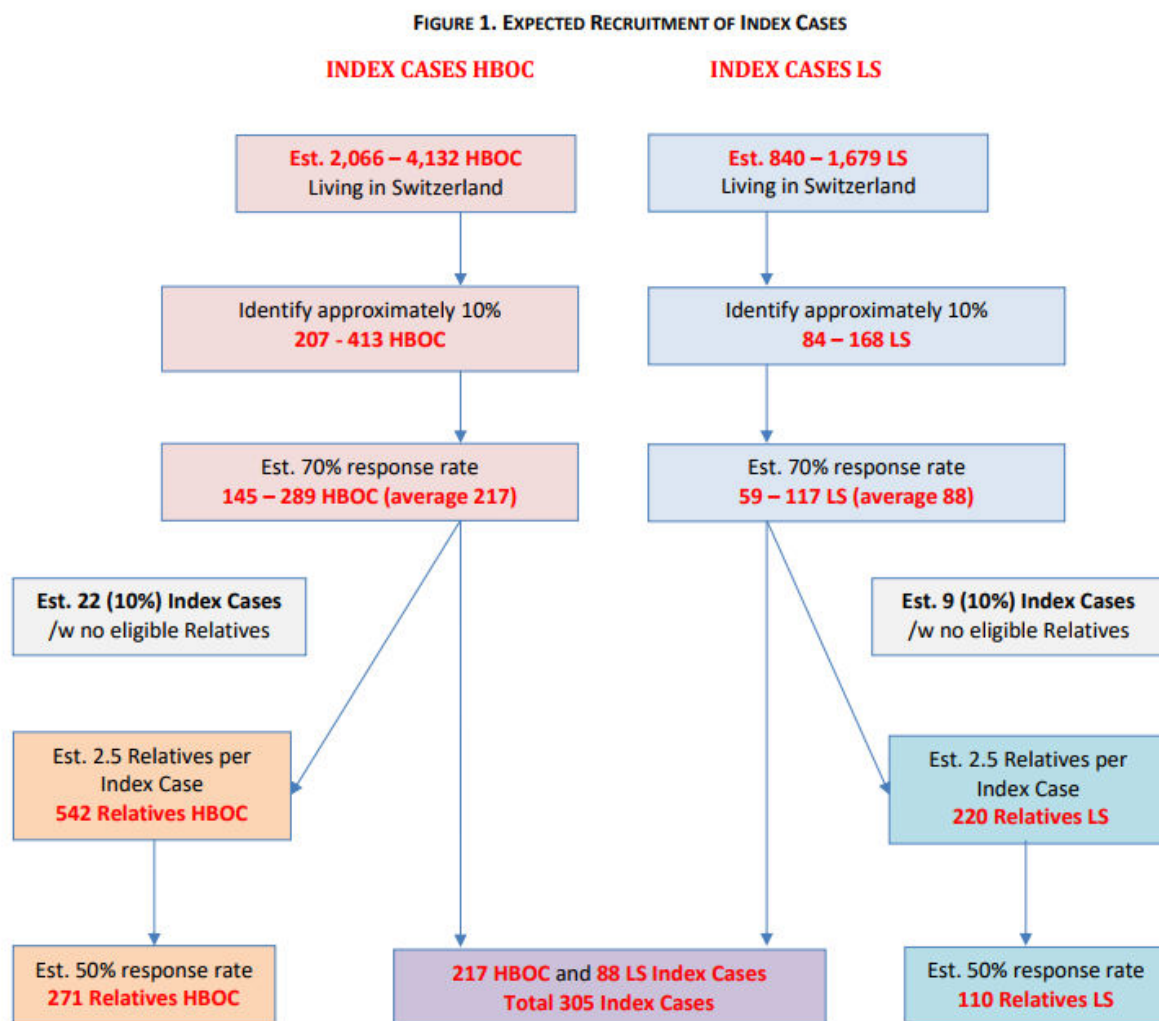 FIGURE 1. EXPECTED RECRUITMENT OF INDEX CASES
INDEX CASES HBOC
INDEX CASES LS
Est. 2,066 – 4,132 HBOC
Living in Switzerland
Est. 840 – 1,679 LS
Living in Switzerland
Identify approximately 10%
207 - 413 HBOC
Identify approximately 10%
84 – 168 LS
Est. 70% response rate
145 – 289 HBOC (average 217)
Est. 70% response rate
59 – 117 LS (average 88)
Est. 22 (10%) Index Cases
/w no eligible Relatives
Est. 9 (10%) Index Cases
/w no eligible Relatives
Est. 2.5 Relatives per
Index Case
542 Relatives HBOC
Est. 2.5 Relatives per
Index Case
220 Relatives LS
Est. 50% response rate
271 Relatives HBOC
217 HBOC and 88 LS Index Cases
Total 305 Index Cases
Est. 50% response rate
110 Relatives LS